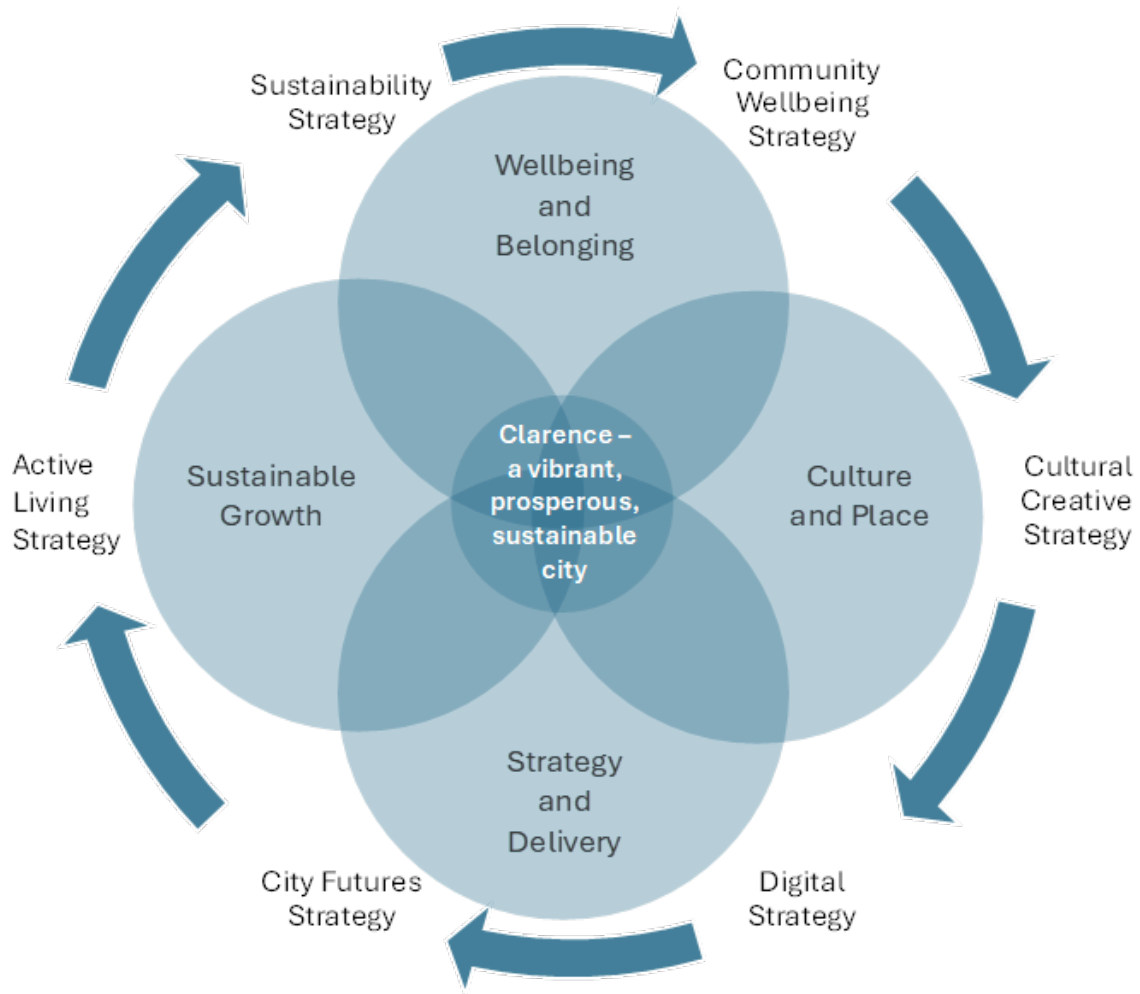 Sustainability
Strategy
Community
Wellbeing
Strategy
Wellbeing
and
Belonging
Active
Living
Strategy
Sustainable
Growth
Clarence –
a vibrant,
prosperous,
sustainable
city
Culture
and Place
Cultural
Creative
Strategy
Strategy
and
Delivery
City Futures
Strategy
Digital
Strategy